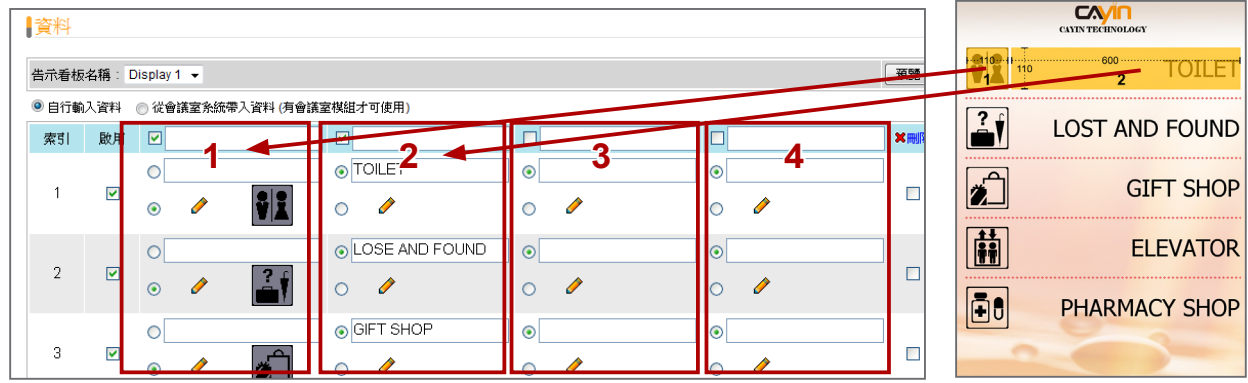 資料
告示看板名稱： Display 1
預覽
自行輸入資料 從會議室系統帶入資料 (有會議室模組才可使用)
索引 啟用 刪除
1 2 3 4
1 TOILET
2 LOSE AND FOUND
3 GIFT SHOP
CAYIN
CAYIN TECHNOLOGY
110 110 600 TOILET
1 2
LOST AND FOUND
GIFT SHOP
ELEVATOR
PHARMACY SHOP